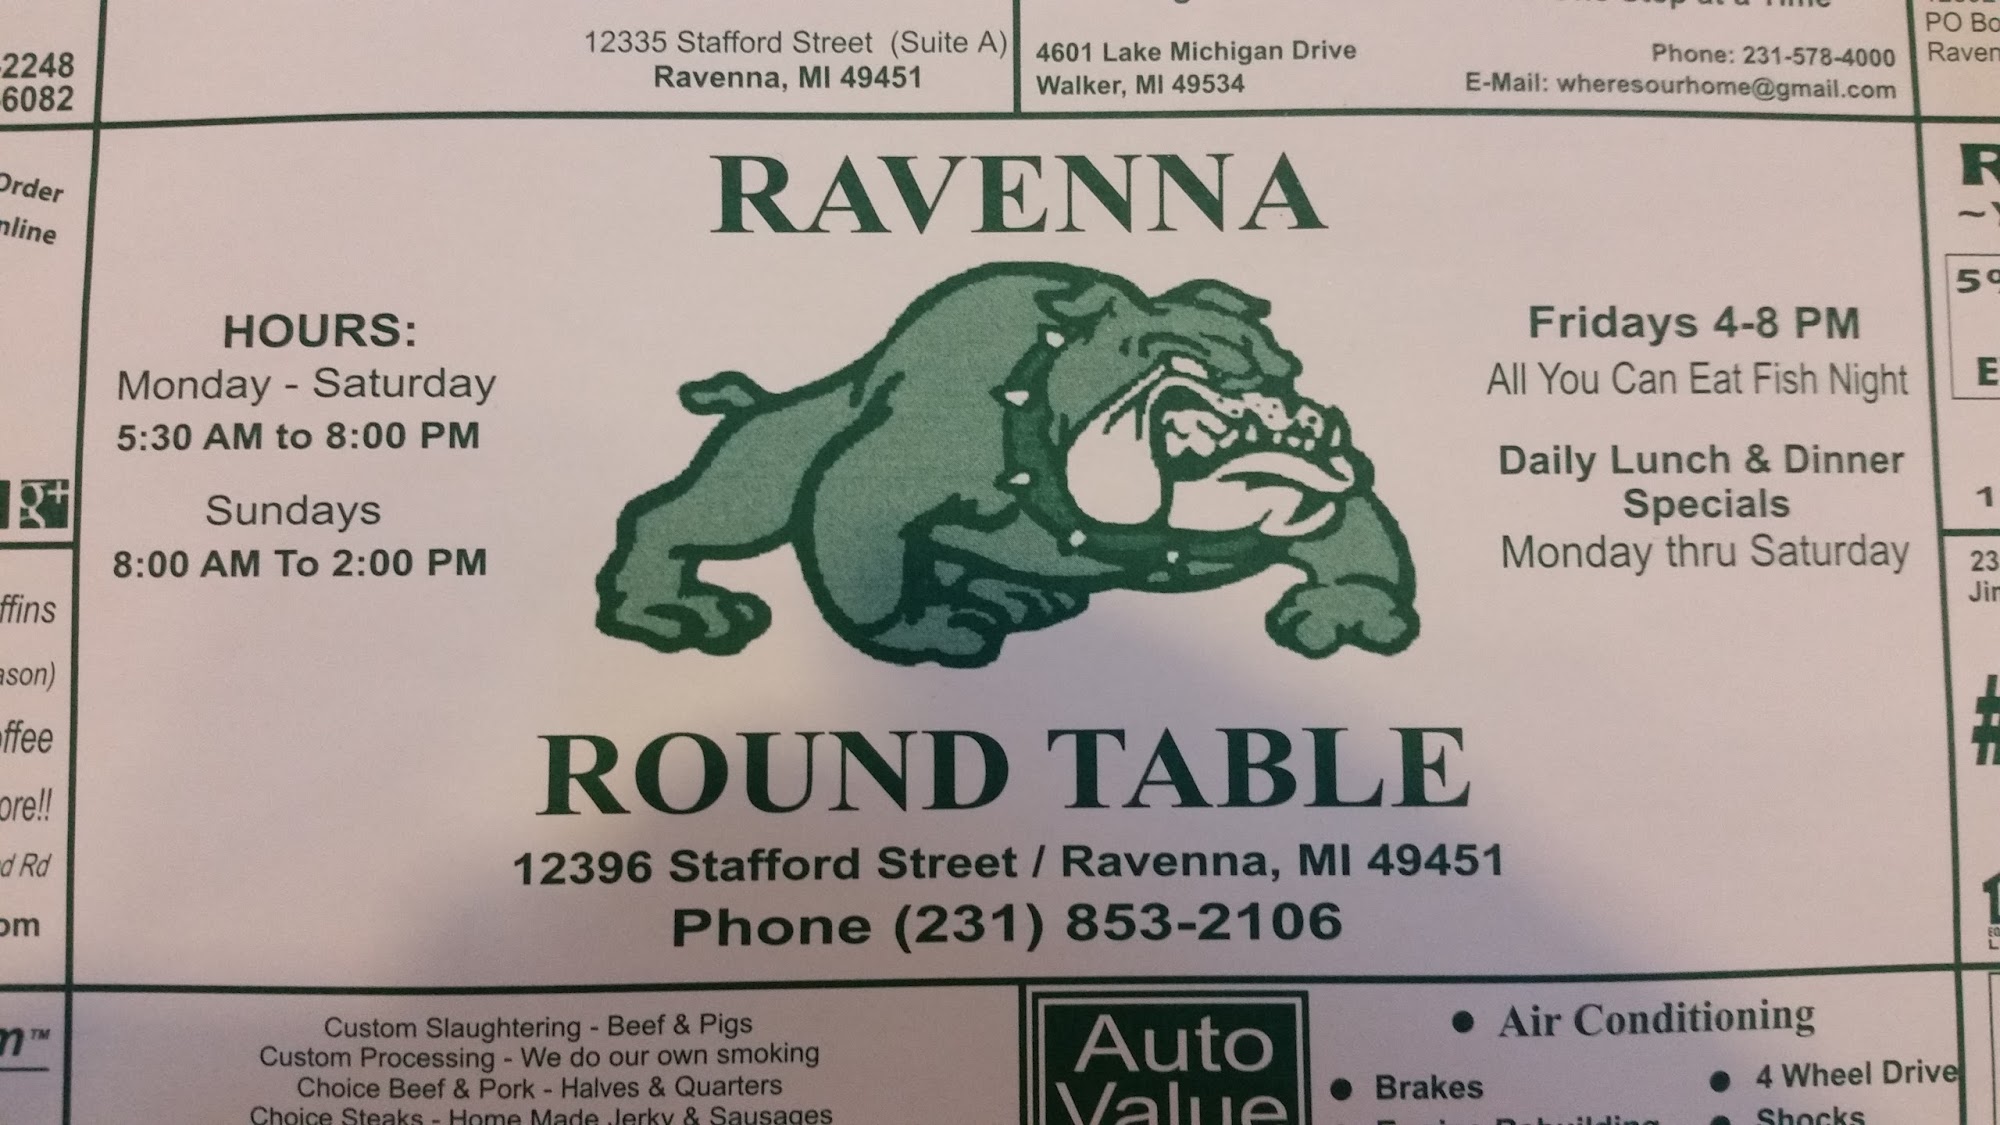 2248
6082
12335 Stafford Street (Suite A)
Ravenna, MI 49451
4601 Lake Michigan Drive
Walker, MI 49534
Phone: 231-578-4000
E-Mail: wheresourhome@gmail.com
PO Bo
Raven
Order
nline
g+
ffins
ason)
offee
ore!!
d Rd
om
RAVENNA
HOURS:
Monday - Saturday
5:30 AM to 8:00 PM
Sundays
8:00 AM To 2:00 PM
Fridays 4-8 PM
All You Can Eat Fish Night
Daily Lunch & Dinner
Specials
Monday thru Saturday
ROUND TABLE
12396 Stafford Street / Ravenna, MI 49451
Phone (231) 853-2106
R
~Y
5%
E
1
23
Jim
#
#
Custom Slaughtering - Beef & Pigs
Custom Processing - We do our own smoking
Choice Beef & Pork - Halves & Quarters
Choice Steaks - Home Made Jerky & Sausages
Auto
Value
• Air Conditioning
• Brakes
• 4 Wheel Drive
• Shocks